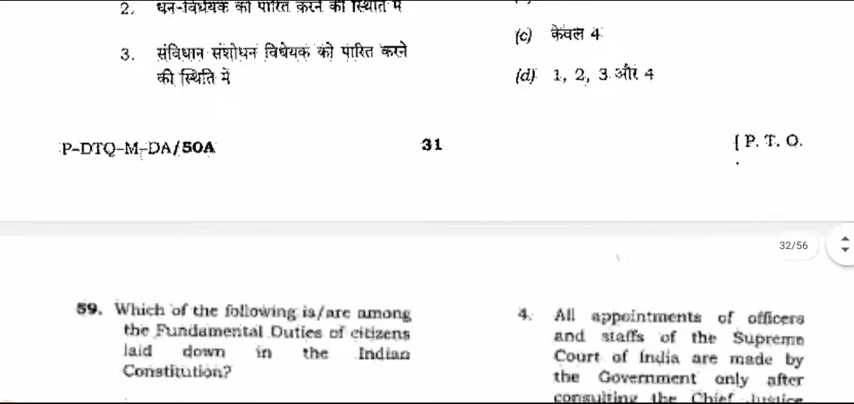 2. धन-विधेयक को पारित करने की स्थिति में
3. संविधान संशोधन विधेयक को पारित करने
की स्थिति में
(c) केवल 4
(d) 1, 2, 3 और 4
P-DTQ-M-DA/50A
31
[ P. T. O.
32/56
59. Which of the following is/are among
the Fundamental Duties of citizens
laid down in the Indian
Constitution?
4. All appointments of officers
and staffs of the Supreme
Court of India are made by
the Government only after
consulting the Chief Justice